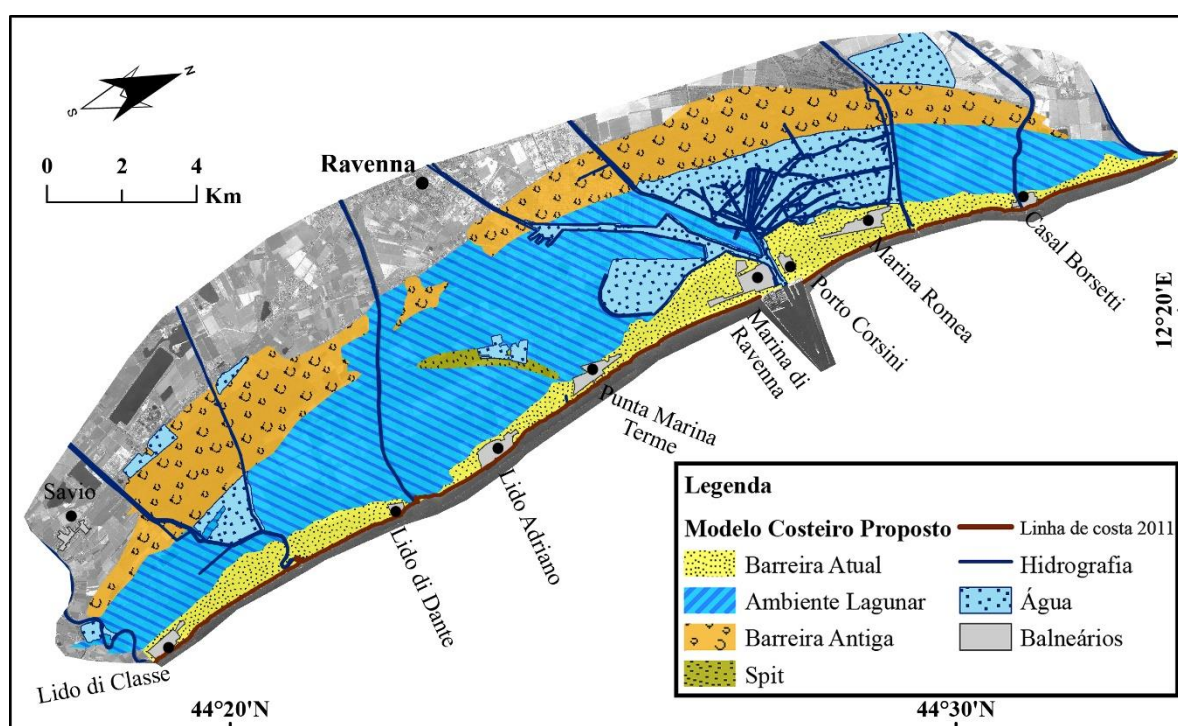 N
S
0 2 4
Km
Ravenna
Savio
Lido di Classe
Lido di Dante
Lido Adriano
Punta Marina
Terme
Marina di
Ravenna
Porto Corsini
Marina Romea
Casal Borsetti
12°20'E
Legenda
Modelo Costeiro Proposto
Barreira Atual
Ambiente Lagunar
Barreira Antiga
Spit
Linha de costa 2011
Hidrografia
Água
Balneários
44°20'N
44°30'N